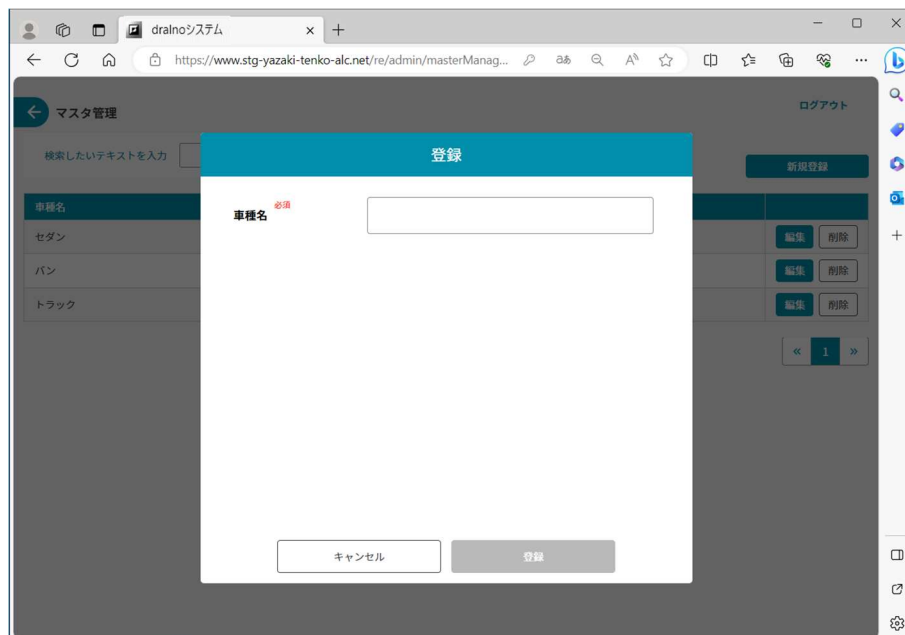 dralnoシステム
https://www.stg-yazaki-tenko-alc.net/re/admin/masterManag...
マスタ管理
ログアウト
検索したいテキストを入力
新規登録
登録
車種名 必須
車種名
セダン
編集 削除
バン
編集 削除
トラック
編集 削除
« 1 »
キャンセル 登録